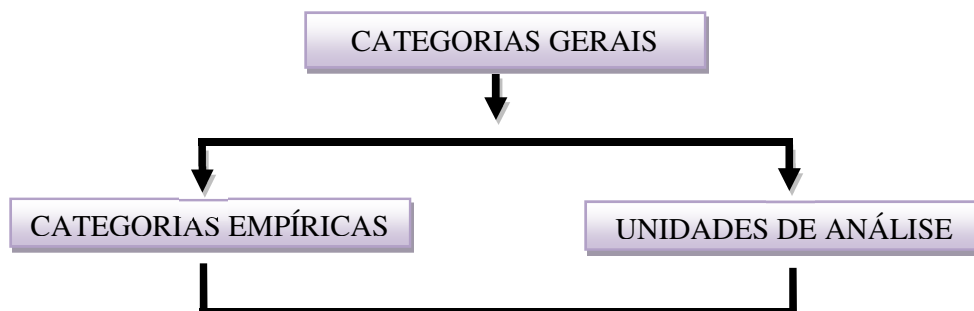 CATEGORIAS GERAIS
CATEGORIAS EMPÍRICAS
UNIDADES DE ANÁLISE